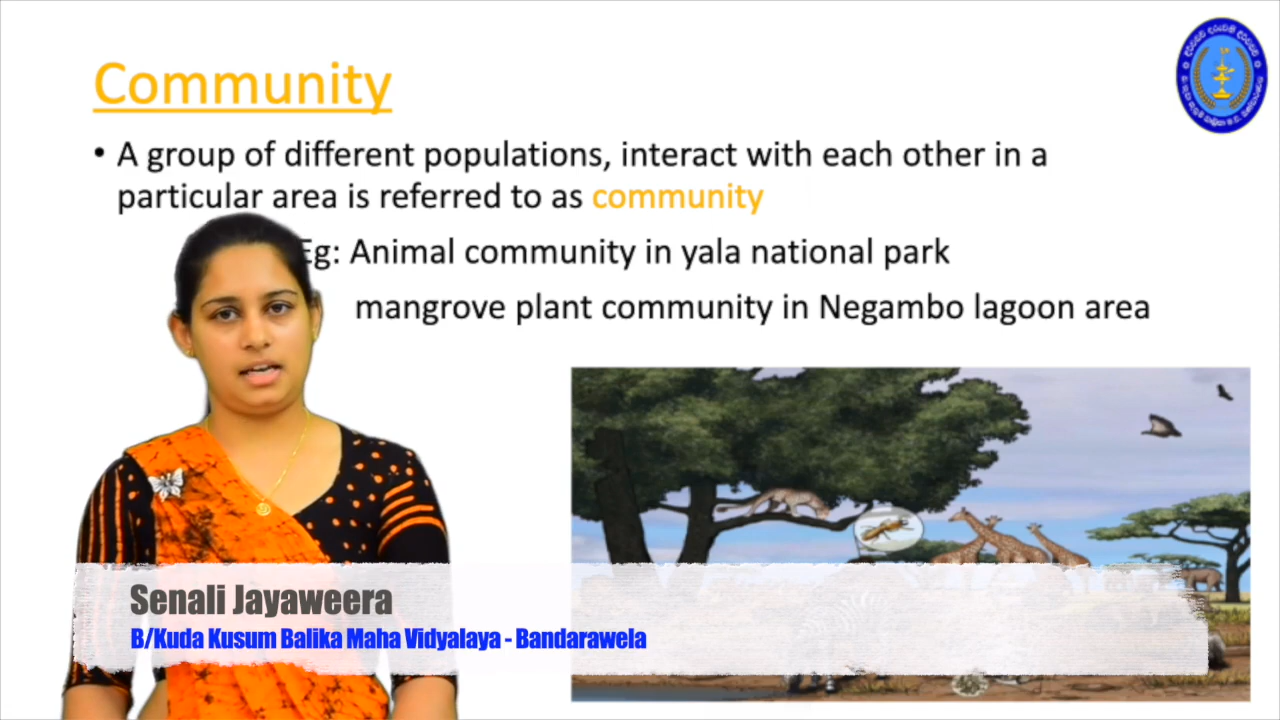 Community
• A group of different populations, interact with each other in a
particular area is referred to as community
Eg: Animal community in yala national park
mangrove plant community in Negambo lagoon area
Senali Jayaweera
B/Kuda Kusum Balika Maha Vidyalaya - Bandarawela